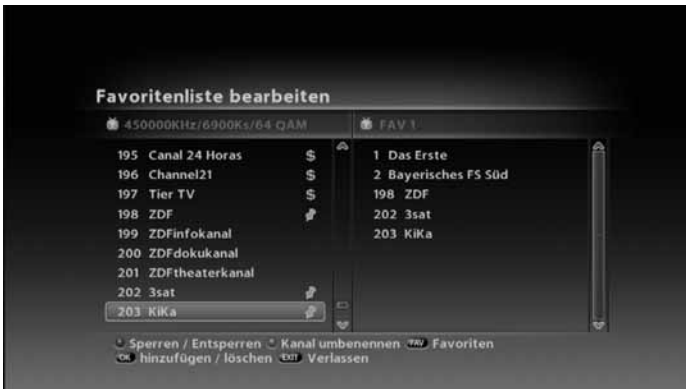 Favoritenliste bearbeiten
450000KHz/6900Ks/64 QAM
FAV 1
195 Canal 24 Horas $
196 Channel21 $
197 Tier TV $
198 ZDF
199 ZDFinfokanal
200 ZDFdokukanal
201 ZDFtheaterkanal
202 3sat
203 KiKa
1 Das Erste
2 Bayerisches FS Süd
198 ZDF
202 3sat
203 KiKa
Sperren / Entsperren Kanal umbenennen FAV Favoriten
OK hinzufügen / löschen EXIT Verlassen